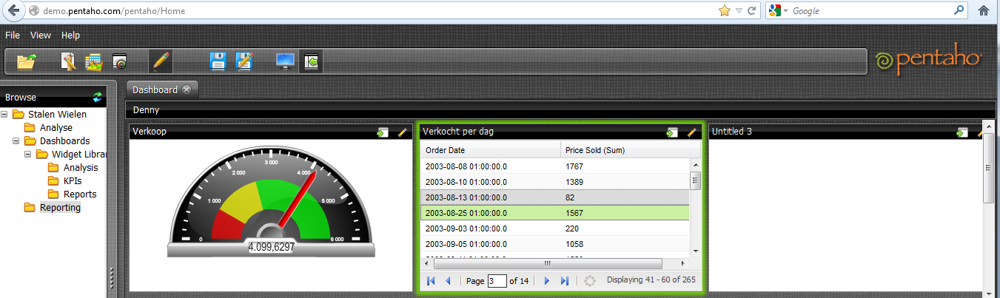 demo.pentaho.com/pentaho/Home
Google
File View Help
pentaho
Browse
Stalen Wielen
Analyse
Dashboards
Widget Librar
Analysis
KPIs
Reports
Reporting
Dashboard
Denny
Verkoop
0
1 000
2 000
3 000
4 000
5 000
6 000
4.099,6297
Verkocht per dag
Order Date Price Sold (Sum)
2003-08-08 01:00:00.0 1767
2003-08-10 01:00:00.0 1389
2003-08-13 01:00:00.0 82
2003-08-25 01:00:00.0 1567
2003-09-03 01:00:00.0 220
2003-09-05 01:00:00.0 1058
Page 3 of 14 Displaying 41 - 60 of 265
Untitled 3